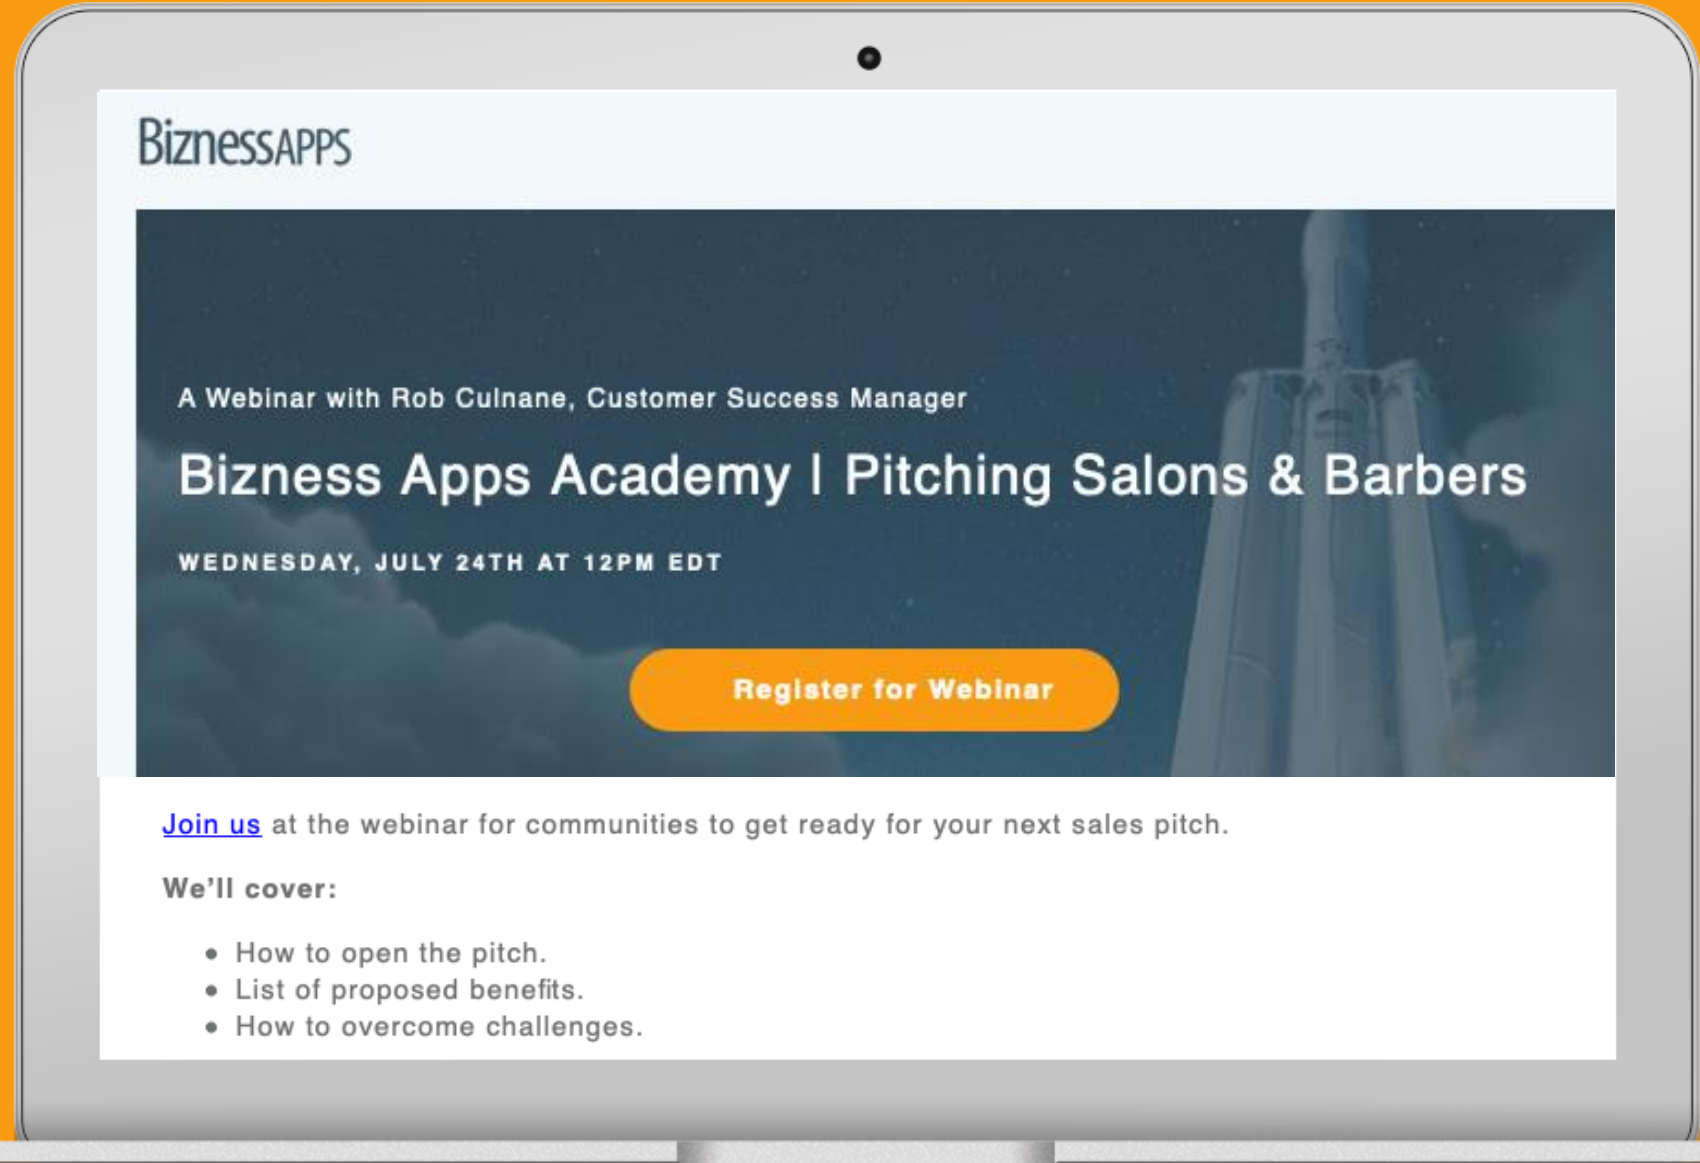 BiznessAPPS
A Webinar with Rob Culnane, Customer Success Manager
Bizness Apps Academy | Pitching Salons & Barbers
WEDNESDAY, JULY 24TH AT 12PM EDT
Register for Webinar
Join us at the webinar for communities to get ready for your next sales pitch.
We'll cover:
• How to open the pitch.
• List of proposed benefits.
• How to overcome challenges.